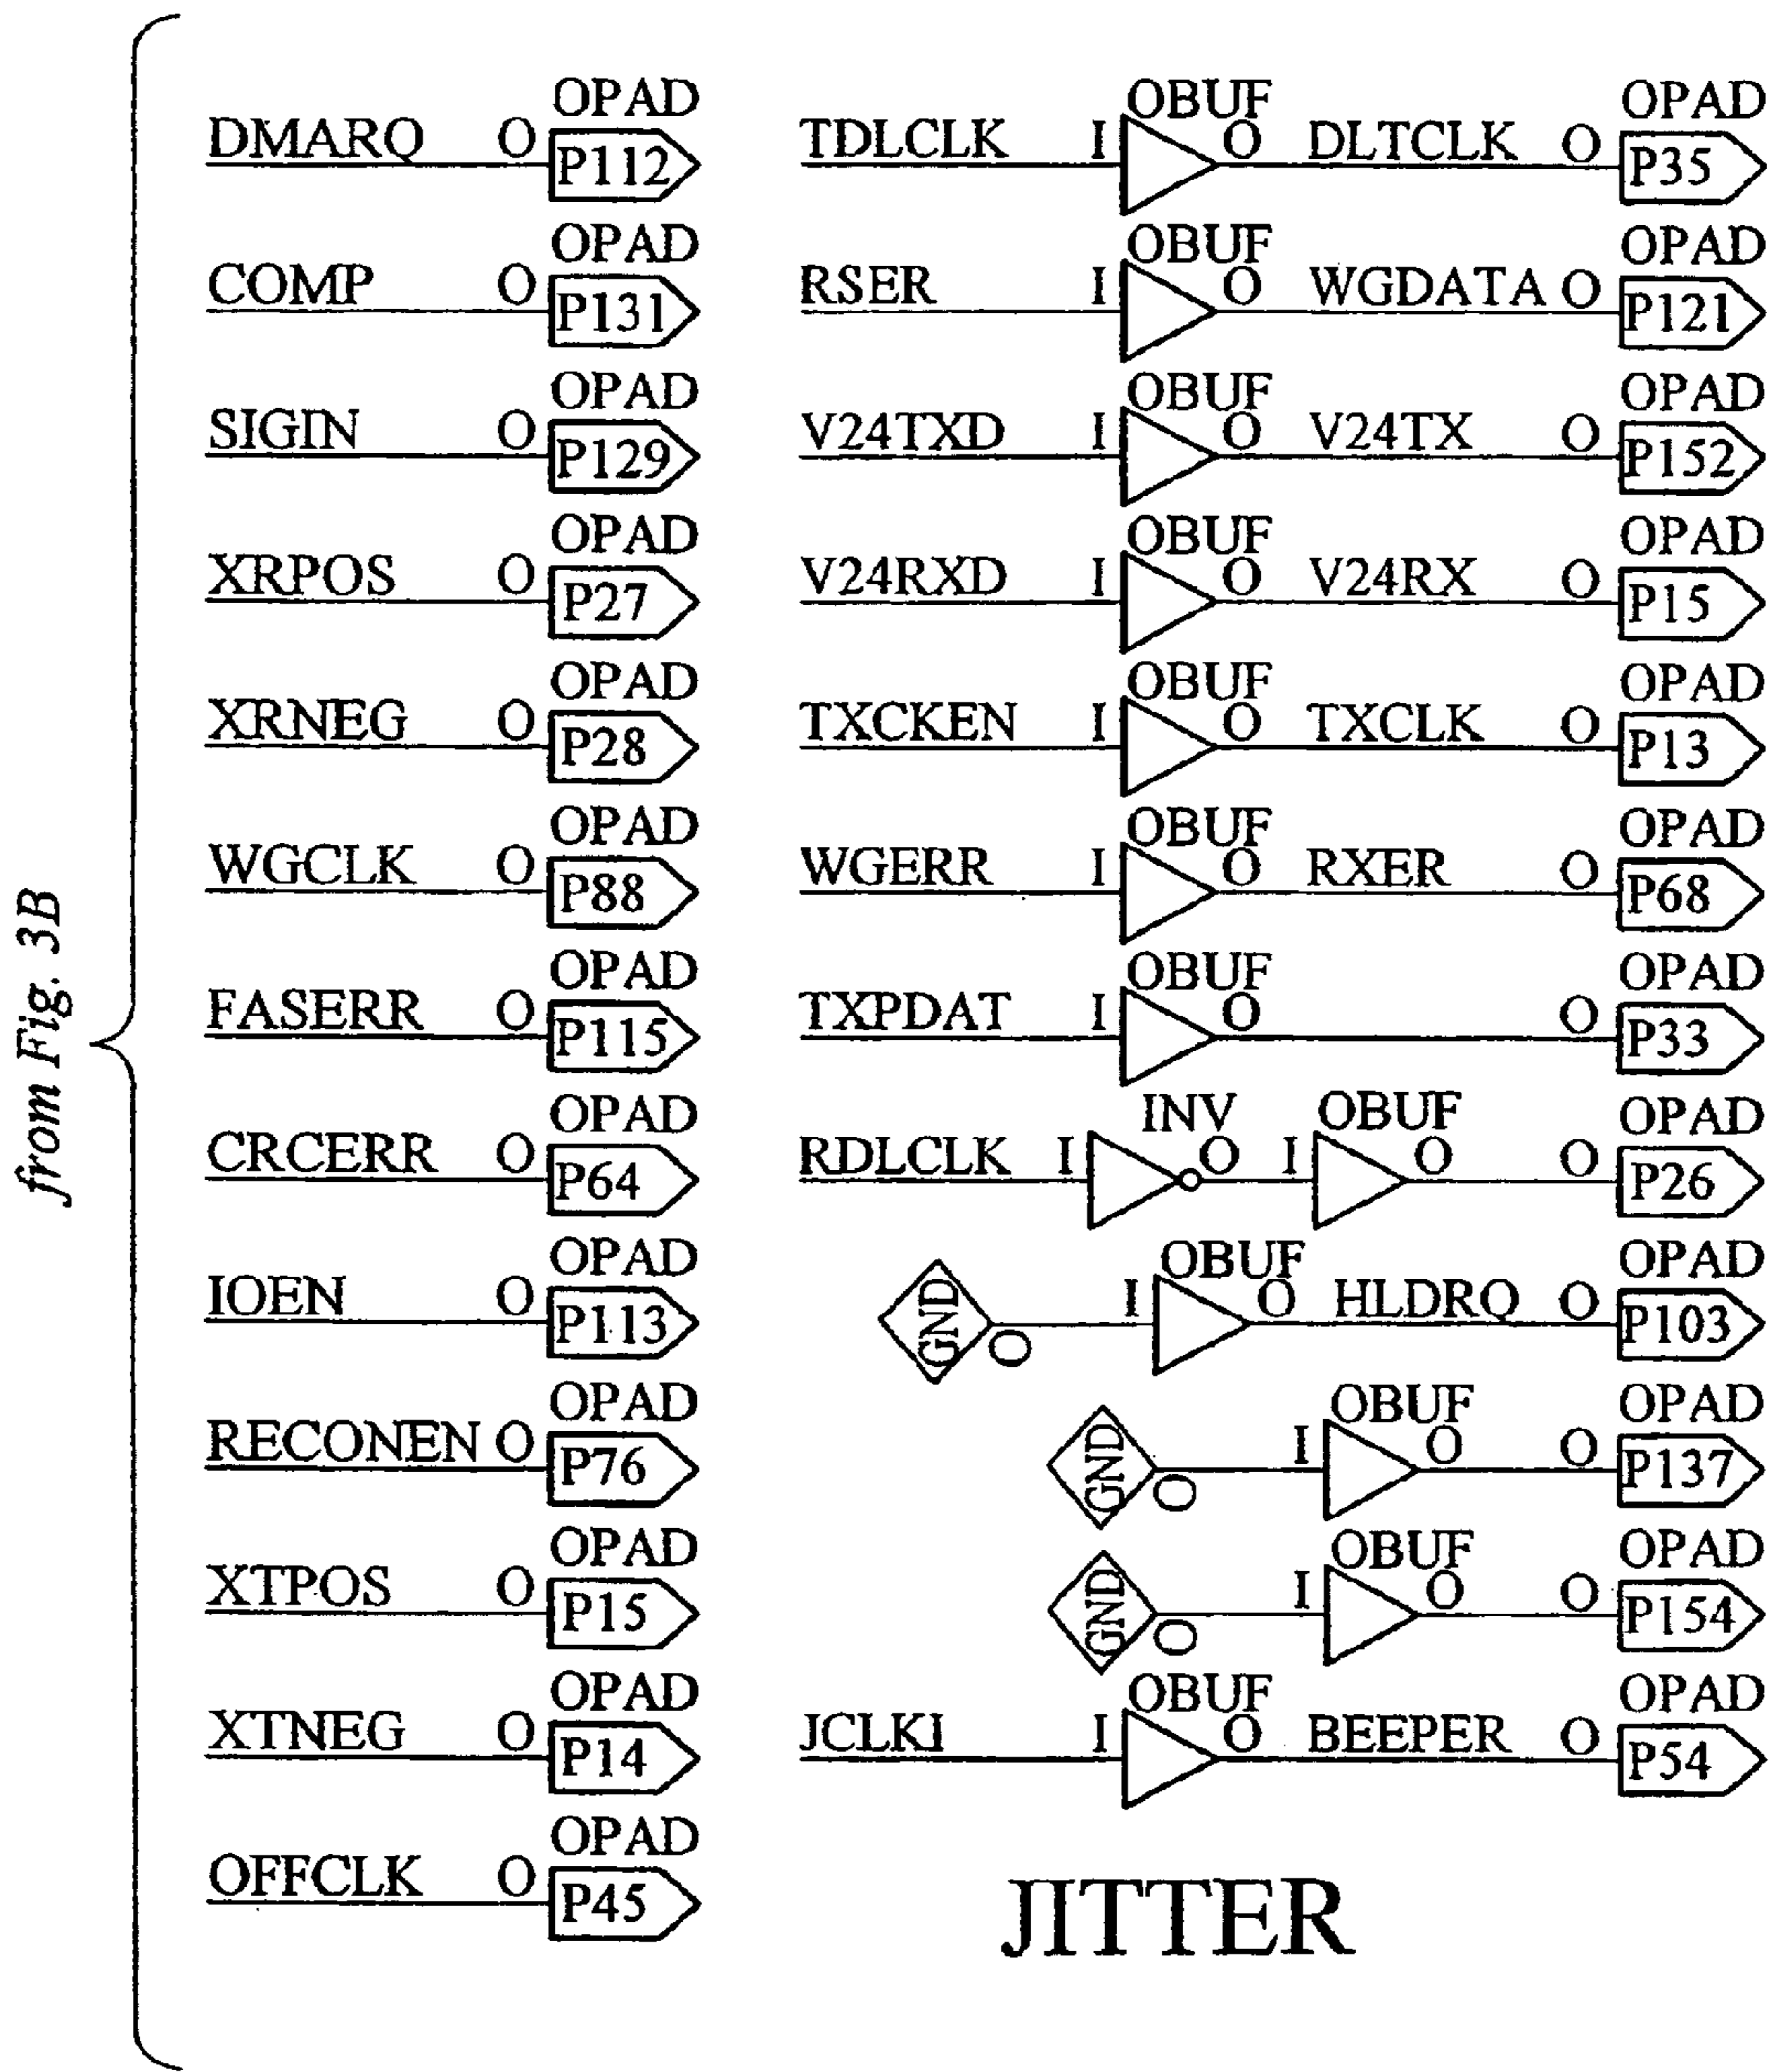 from Fig. 3B
OPAD
DMARQ O P112
OPAD
COMP O P131
OPAD
SIGIN O P129
OPAD
XRPOS O P27
OPAD
XRNEG O P28
OPAD
WGCLK O P88
OPAD
FASERR O P115
OPAD
CRCERR O P64
OPAD
IOEN O P113
OPAD
RECONEN O P76
OPAD
XTPOS O P15
OPAD
XTNEG O P14
OPAD
OFFCLK O P45
OBUF OPAD
TDLCLK I O DLTCLK O P35
OBUF OPAD
RSER I O WGDATA O P121
OBUF OPAD
V24TXD I O V24TX O P152
OBUF OPAD
V24RXD I O V24RX O P15
OBUF OPAD
TXCKEN I O TXCLK O P13
OBUF OPAD
WGERR I O RXER O P68
OBUF OPAD
TXPDAT I O O P33
INV OBUF OPAD
RDLCLK I O I O O P26
OBUF OPAD
GND O I O HLDRQ O P103
OBUF OPAD
GND O I O O P137
OBUF OPAD
GND O I O O P154
OBUF OPAD
JCLKI I O BEEPER O P54
JITTER